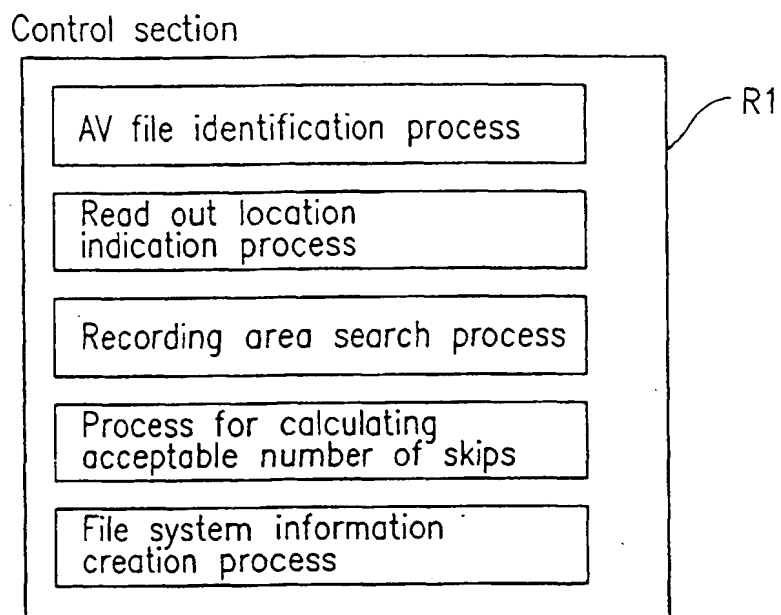 Control section
R1
AV file identification process
Read out location
indication process
Recording area search process
Process for calculating
acceptable number of skips
File system information
creation process